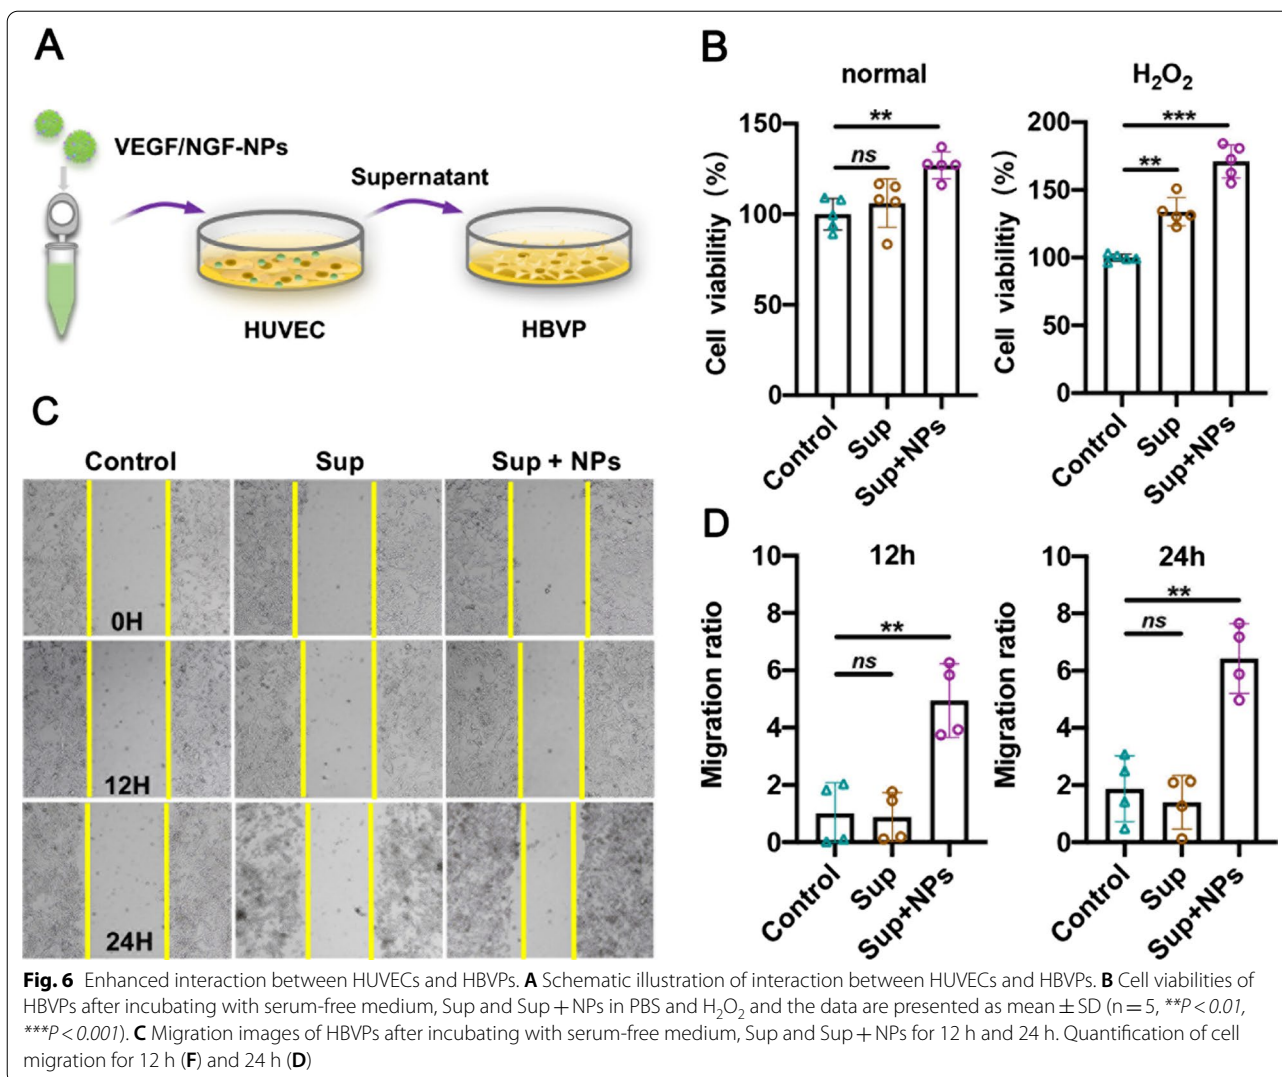 A
VEGF/NGF-NPs
Supernatant
HUVEC
HBVP
B
normal
Cell viabilitiy (%)
150
100
50
0
**
ns
Control
Sup
Sup+NPs
H₂O₂
Cell viability (%)
200
150
100
50
0
***
**
Control
Sup
Sup+NPs
C
Control
Sup
Sup + NPs
0H
12H
24H
D
12h
Migration ratio
10
8
6
4
2
0
**
ns
Control
Sup
Sup+NPs
24h
Migration ratio
10
8
6
4
2
0
**
ns
Control
Sup
Sup+NPs
Fig. 6 Enhanced interaction between HUVECs and HBVPs. A Schematic illustration of interaction between HUVECs and HBVPs. B Cell viabilities of
HBVPs after incubating with serum-free medium, Sup and Sup + NPs in PBS and H₂O₂ and the data are presented as mean ± SD (n = 5, **P < 0.01,
***P < 0.001). C Migration images of HBVPs after incubating with serum-free medium, Sup and Sup + NPs for 12 h and 24 h. Quantification of cell
migration for 12 h (F) and 24 h (D)